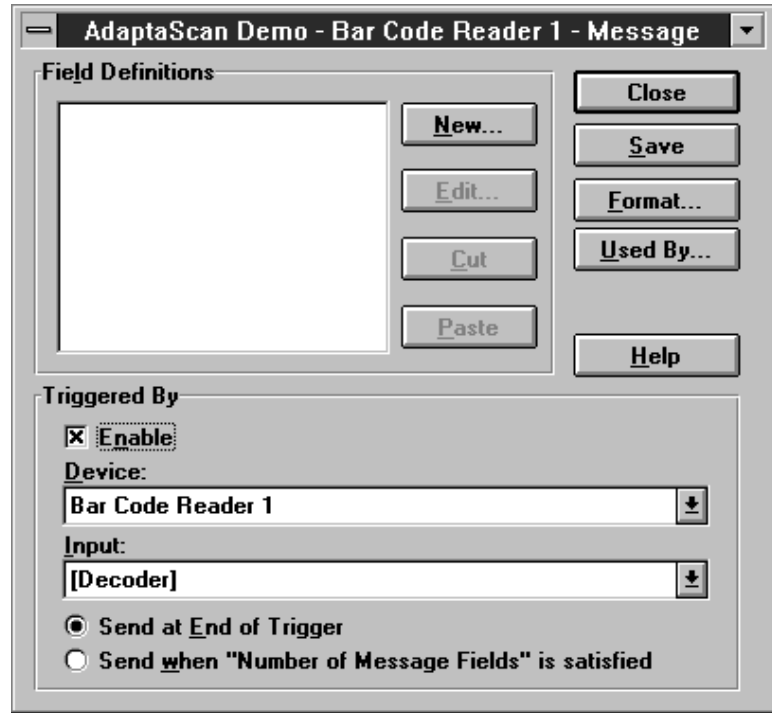 AdaptaScan Demo - Bar Code Reader 1 - Message
Field Definitions
New...
Edit...
Cut
Paste
Close
Save
Format...
Used By...
Help
Triggered By
Enable
Device:
Bar Code Reader 1
Input:
[Decoder]
Send at End of Trigger
Send when "Number of Message Fields" is satisfied